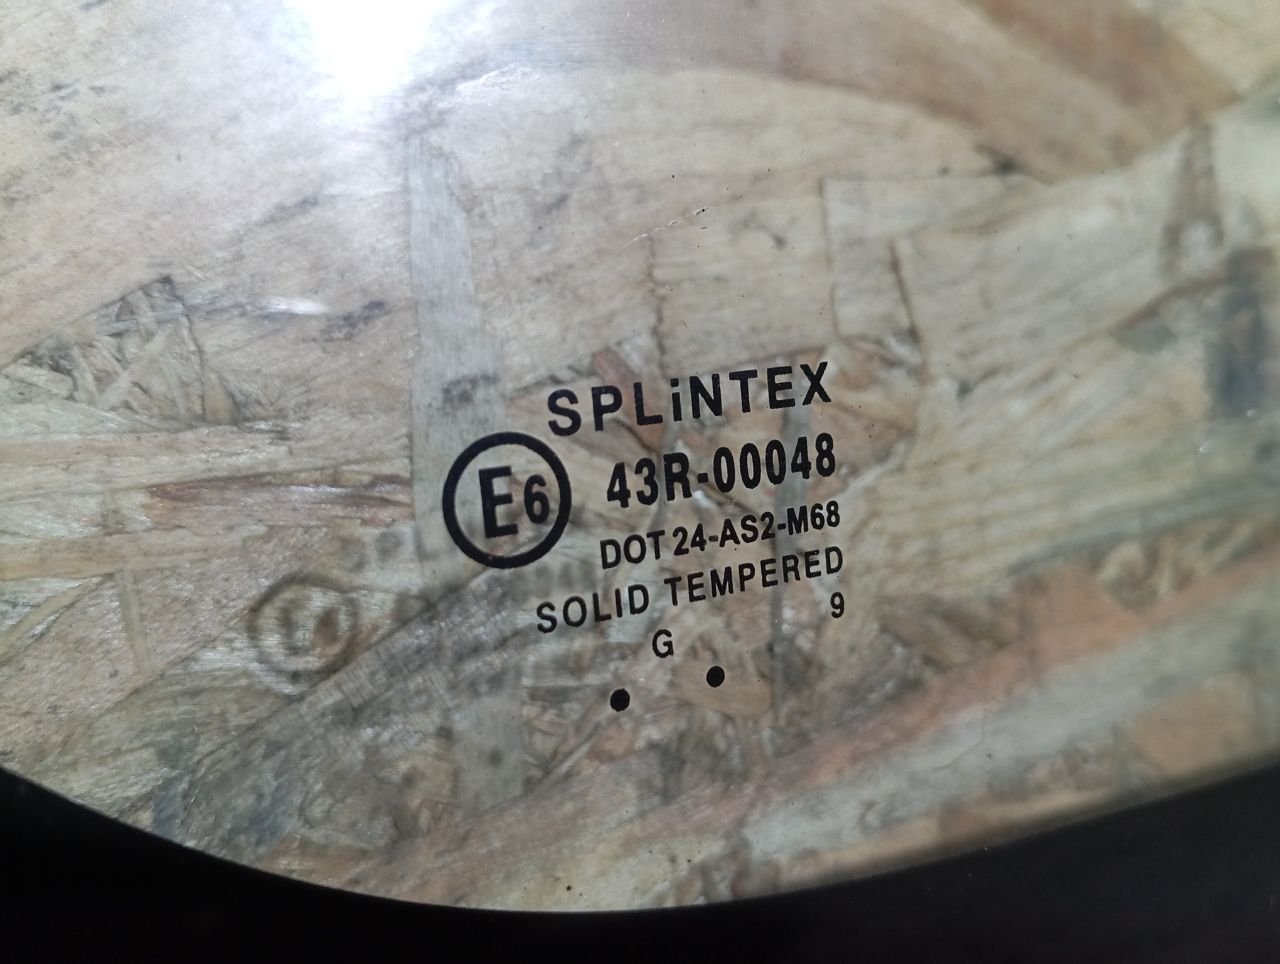 SPLiNTEX
E6 43R-00048
DOT 24-AS2-M68
SOLID TEMPERED
G 9